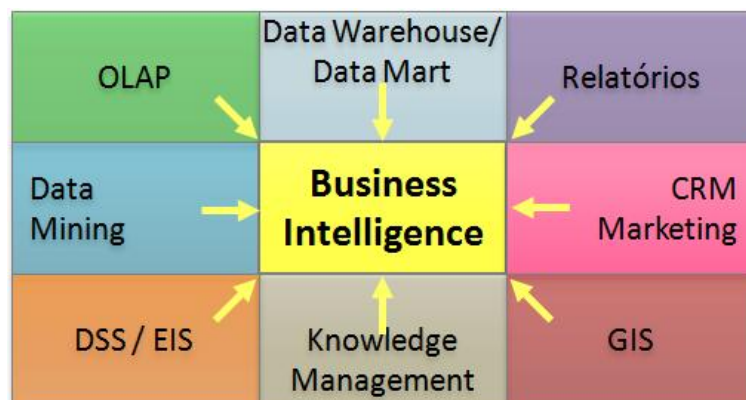 OLAP
Data Warehouse/
Data Mart
Relatórios
Data
Mining
Business
Intelligence
CRM
Marketing
DSS / EIS
Knowledge
Management
GIS